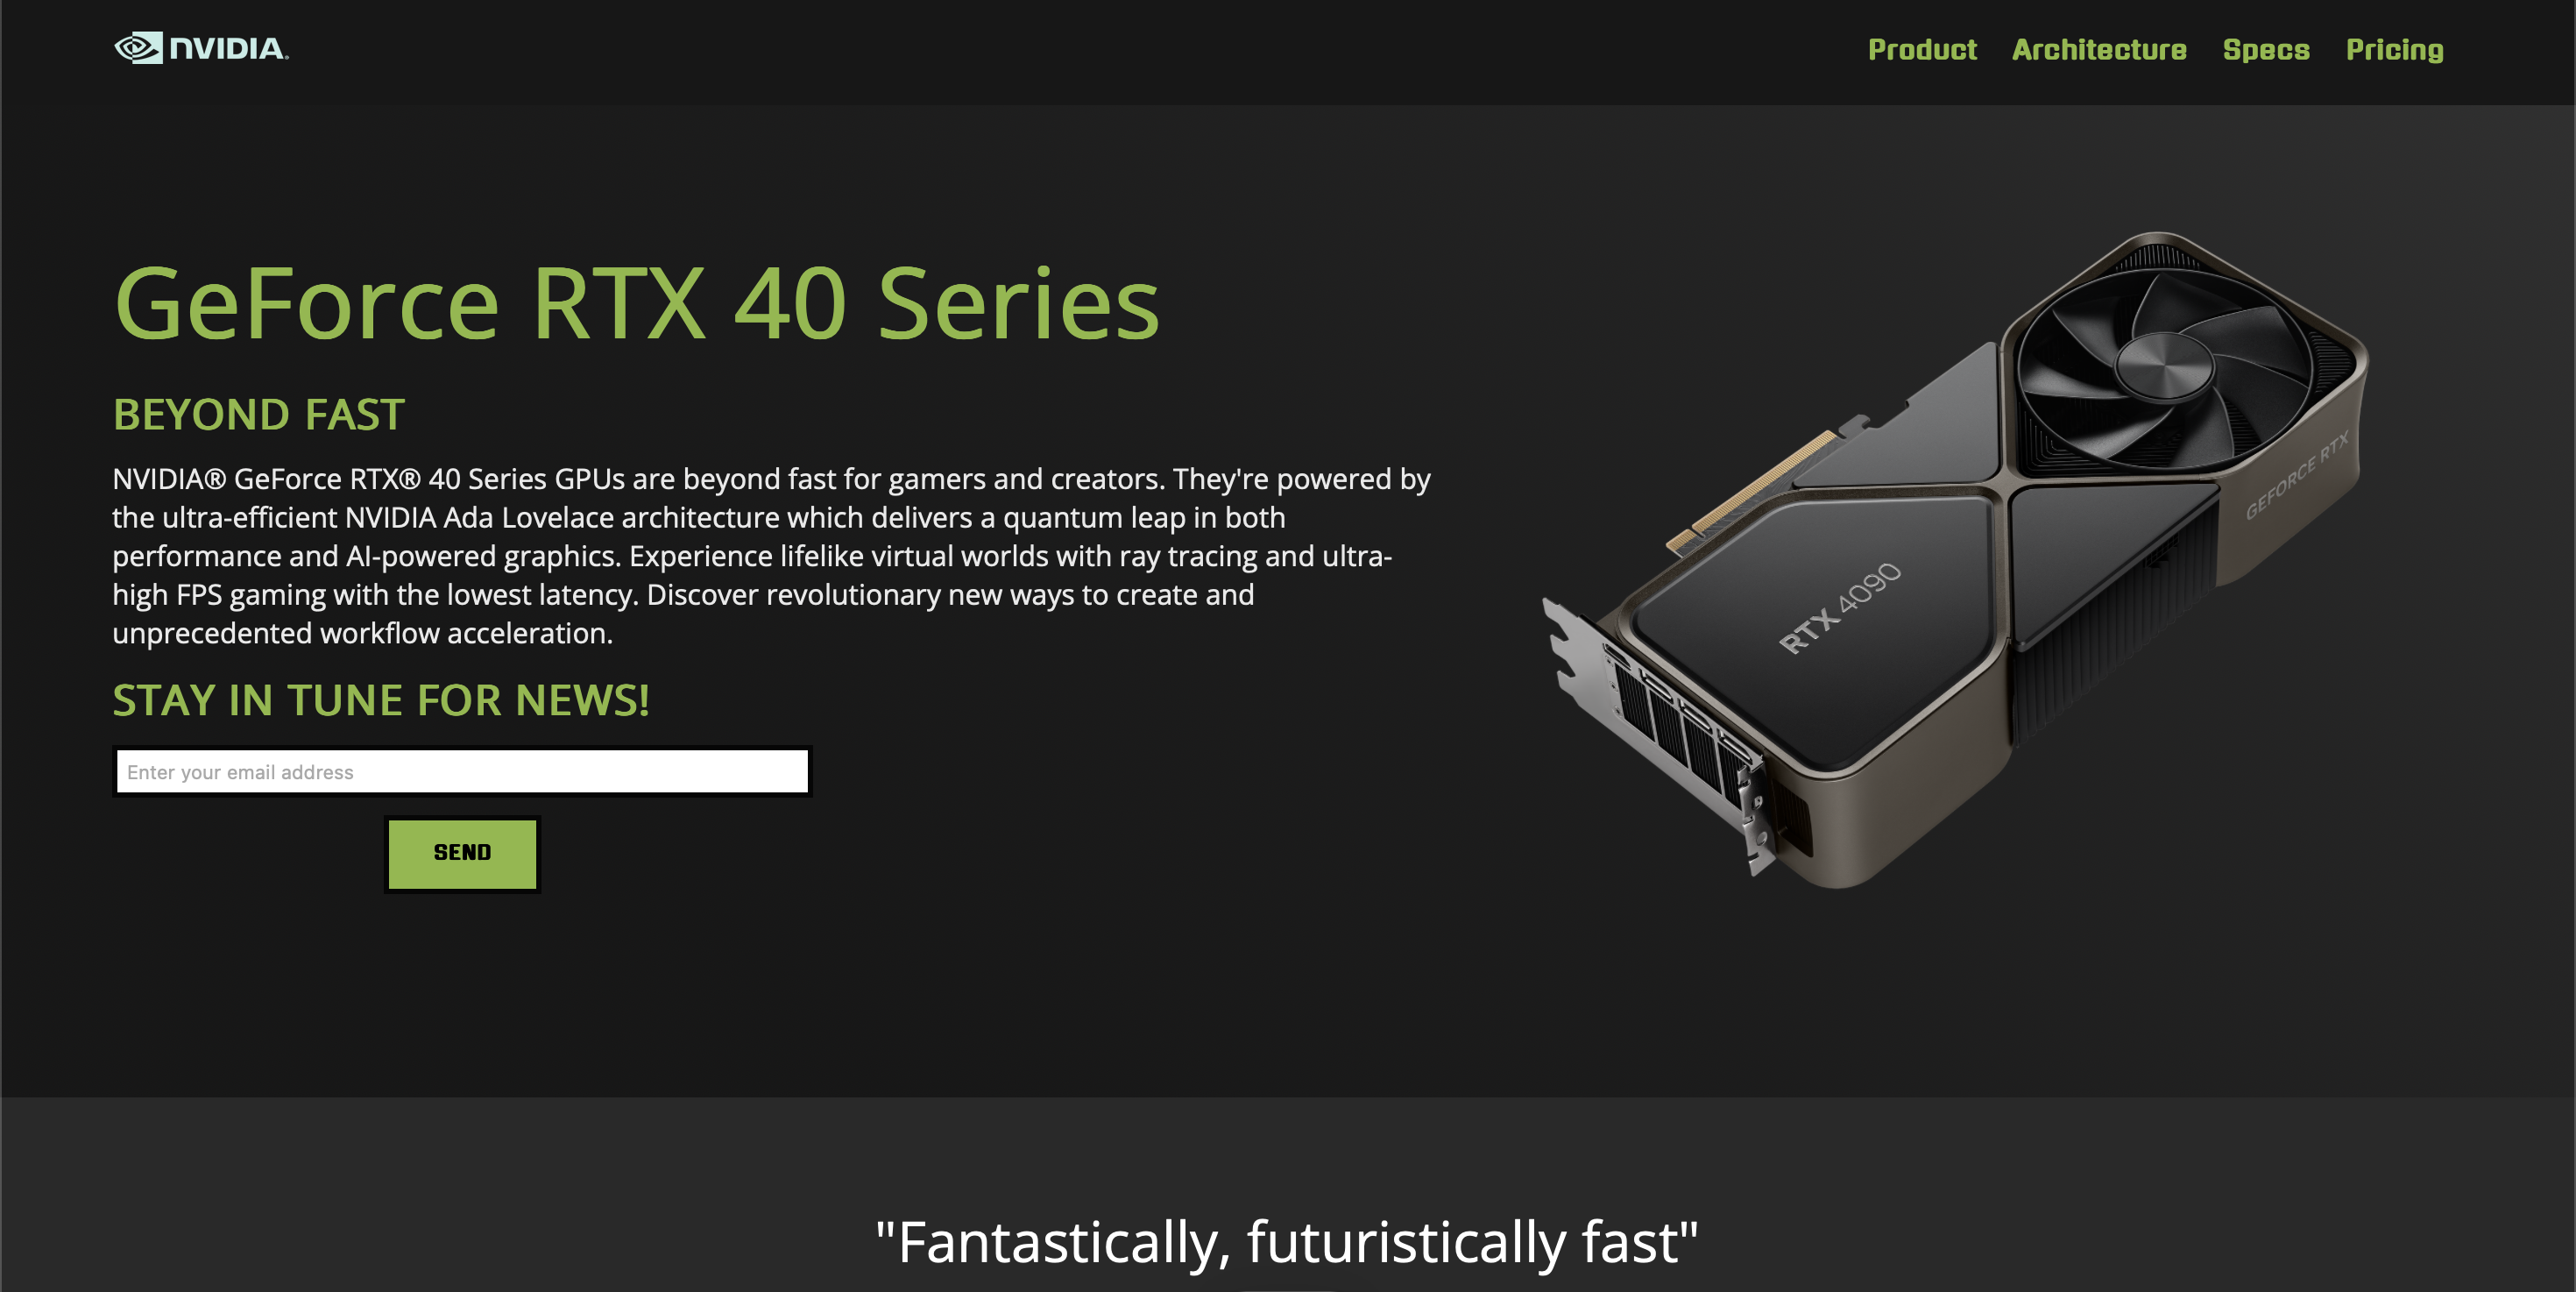 NVIDIA.
Product Architecture Specs Pricing
GeForce RTX 40 Series
BEYOND FAST
NVIDIA® GeForce RTX® 40 Series GPUs are beyond fast for gamers and creators. They're powered by
the ultra-efficient NVIDIA Ada Lovelace architecture which delivers a quantum leap in both
performance and AI-powered graphics. Experience lifelike virtual worlds with ray tracing and ultra-
high FPS gaming with the lowest latency. Discover revolutionary new ways to create and
unprecedented workflow acceleration.
STAY IN TUNE FOR NEWS!
Enter your email address
SEND
GEFORCE RTX
RTX 4090
"Fantastically, futuristically fast"